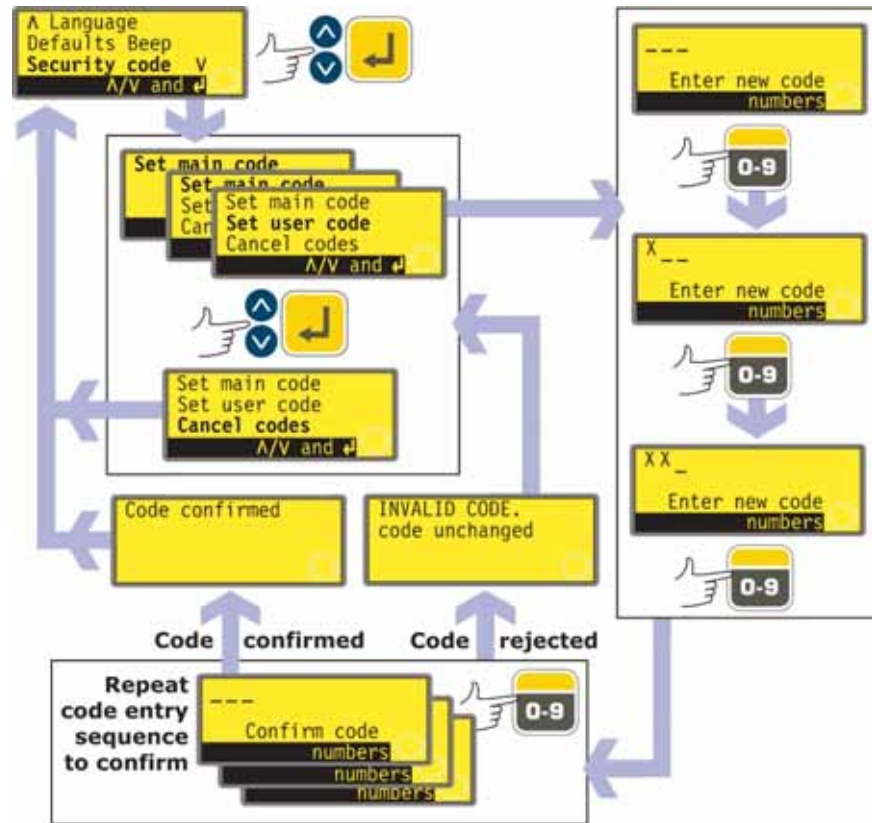 Λ Language
Defaults Beep
Security code V
Λ/V and ↲
Set main code
Set main code
Set
Can
Set main code
Set user code
Cancel codes
Λ/V and ↲
Set main code
Set user code
Cancel codes
Λ/V and ↲
Code confirmed
INVALID CODE.
code unchanged
Code confirmed
Code rejected
Repeat
code entry
sequence
to confirm
___
Confirm code
numbers
numbers
numbers
0-9
___
Enter new code
numbers
0-9
X__
Enter new code
numbers
0-9
XX_
Enter new code
numbers
0-9